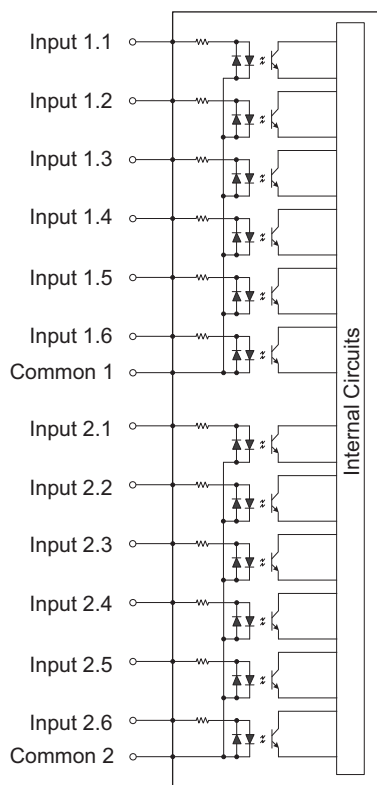 Input 1.1
Input 1.2
Input 1.3
Input 1.4
Input 1.5
Input 1.6
Common 1
Input 2.1
Input 2.2
Input 2.3
Input 2.4
Input 2.5
Input 2.6
Common 2
Internal Circuits